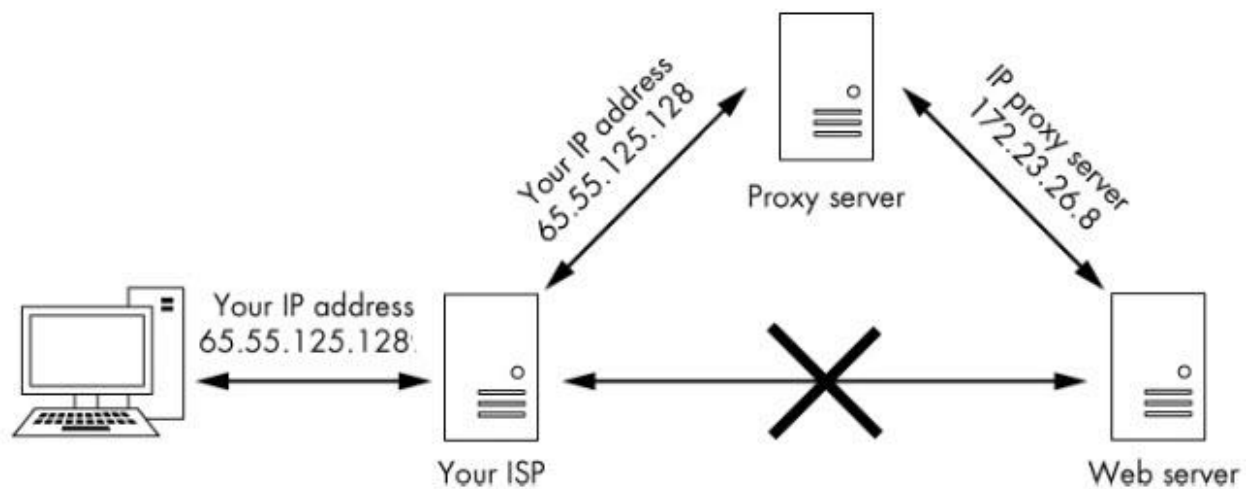 Your IP address
65.55.125.128
IP proxy server
172.23.26.8
Proxy server
Your IP address
65.55.125.128
Your ISP
Web server